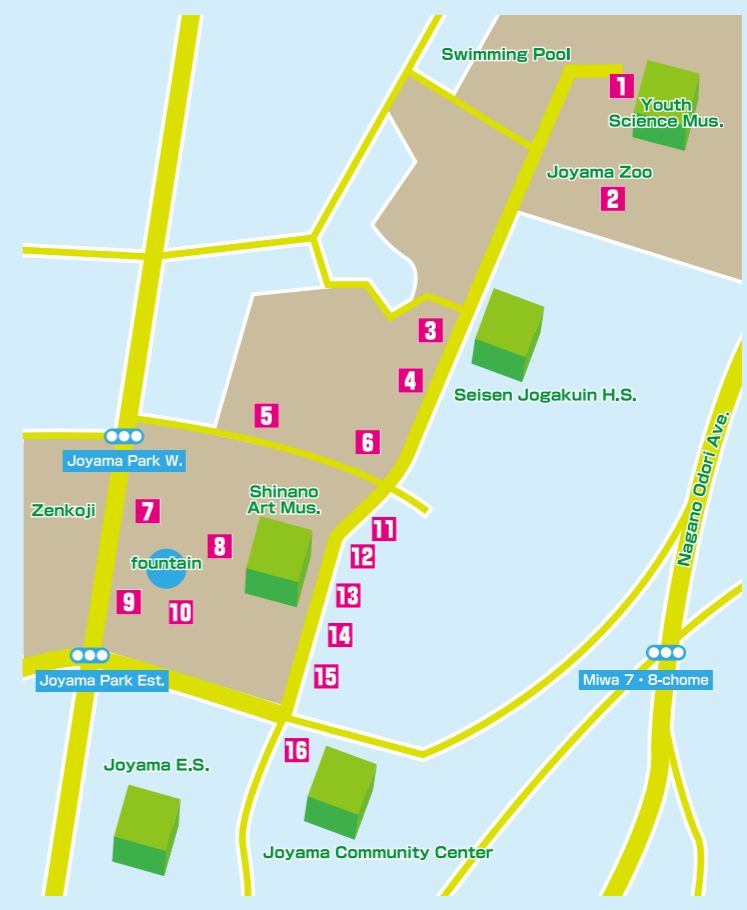 Swimming Pool
1
Youth
Science Mus.
Joyama Zoo
2
3
4
Seisen Jogakuin H.S.
5
6
Joyama Park W.
Nagano Odori Ave.
Zenkoji
7
Shinano
Art Mus.
8
fountain
9
10
11
12
13
14
15
Joyama Park Est.
Miwa 7・8-chome
16
Joyama E.S.
Joyama Community Center